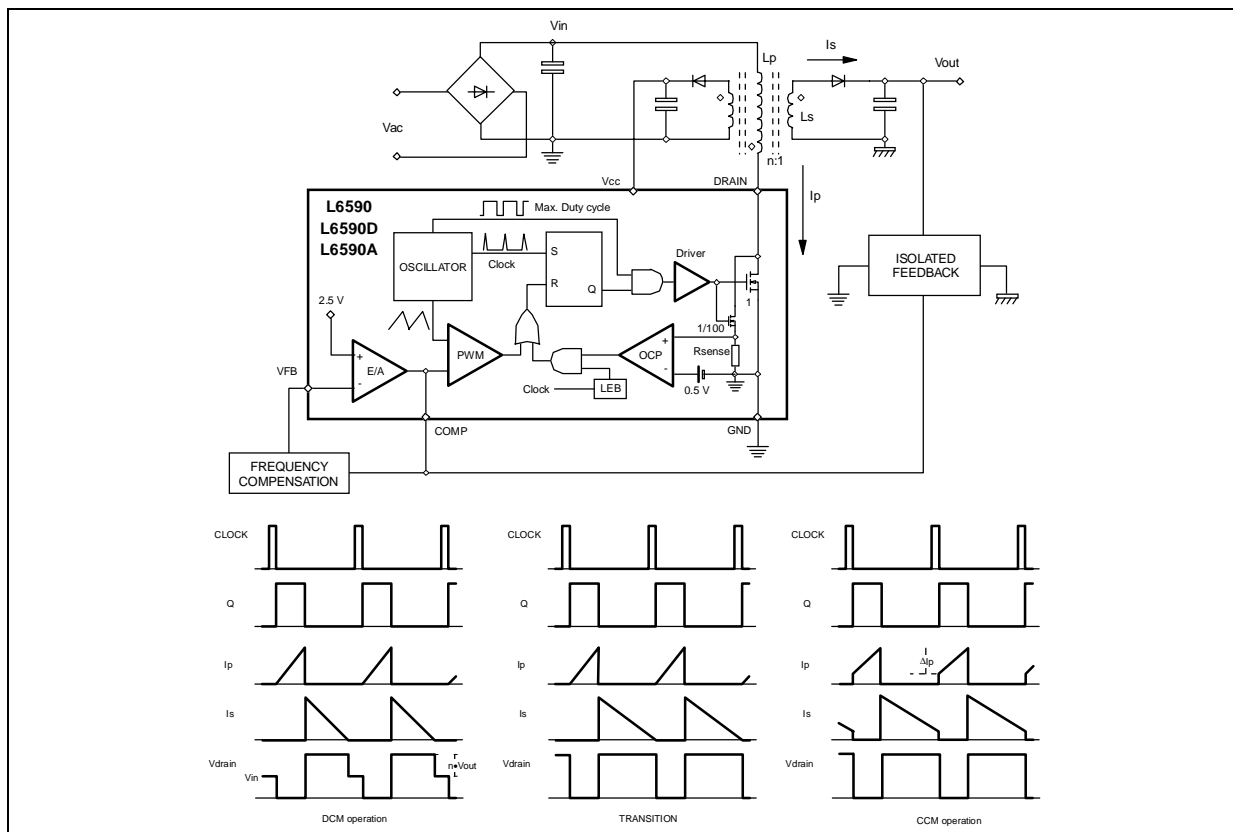 Vin
Is
Lp
Vout
Vac
Ls
n:1
Vcc
DRAIN
Ip
L6590
L6590D
L6590A
Max. Duty cycle
OSCILLATOR
Clock
S
R
Q
Driver
1
ISOLATED
FEEDBACK
2.5 V
1/100
+
E/A
-
PWM
+
OCP
-
Rsense
VFB
Clock
LEB
0.5 V
COMP
GND
FREQUENCY
COMPENSATION
CLOCK
Q
Ip
Is
Vdrain
Vin
n•Vout
DCM operation
CLOCK
Q
Ip
Is
Vdrain
TRANSITION
CLOCK
Q
Ip
ΔIp
Is
Vdrain
CCM operation